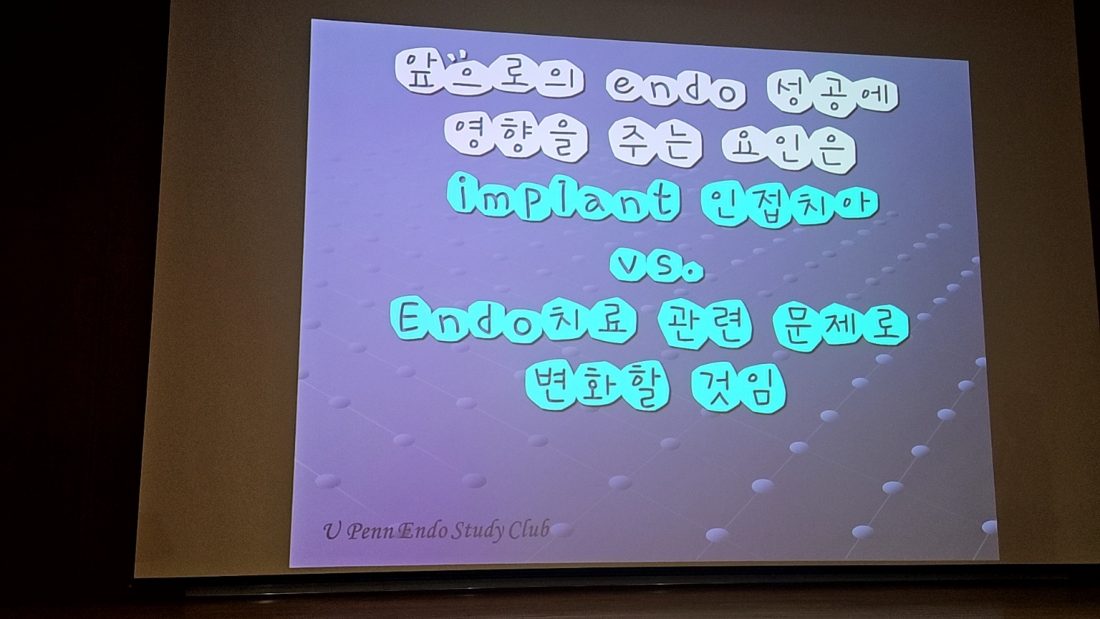 앞으로의 endo 성공에
영향을 주는 요인은
implant 인접치아
vs.
Endo치료 관련 문제로
변화할 것임
U Penn Endo Study Club